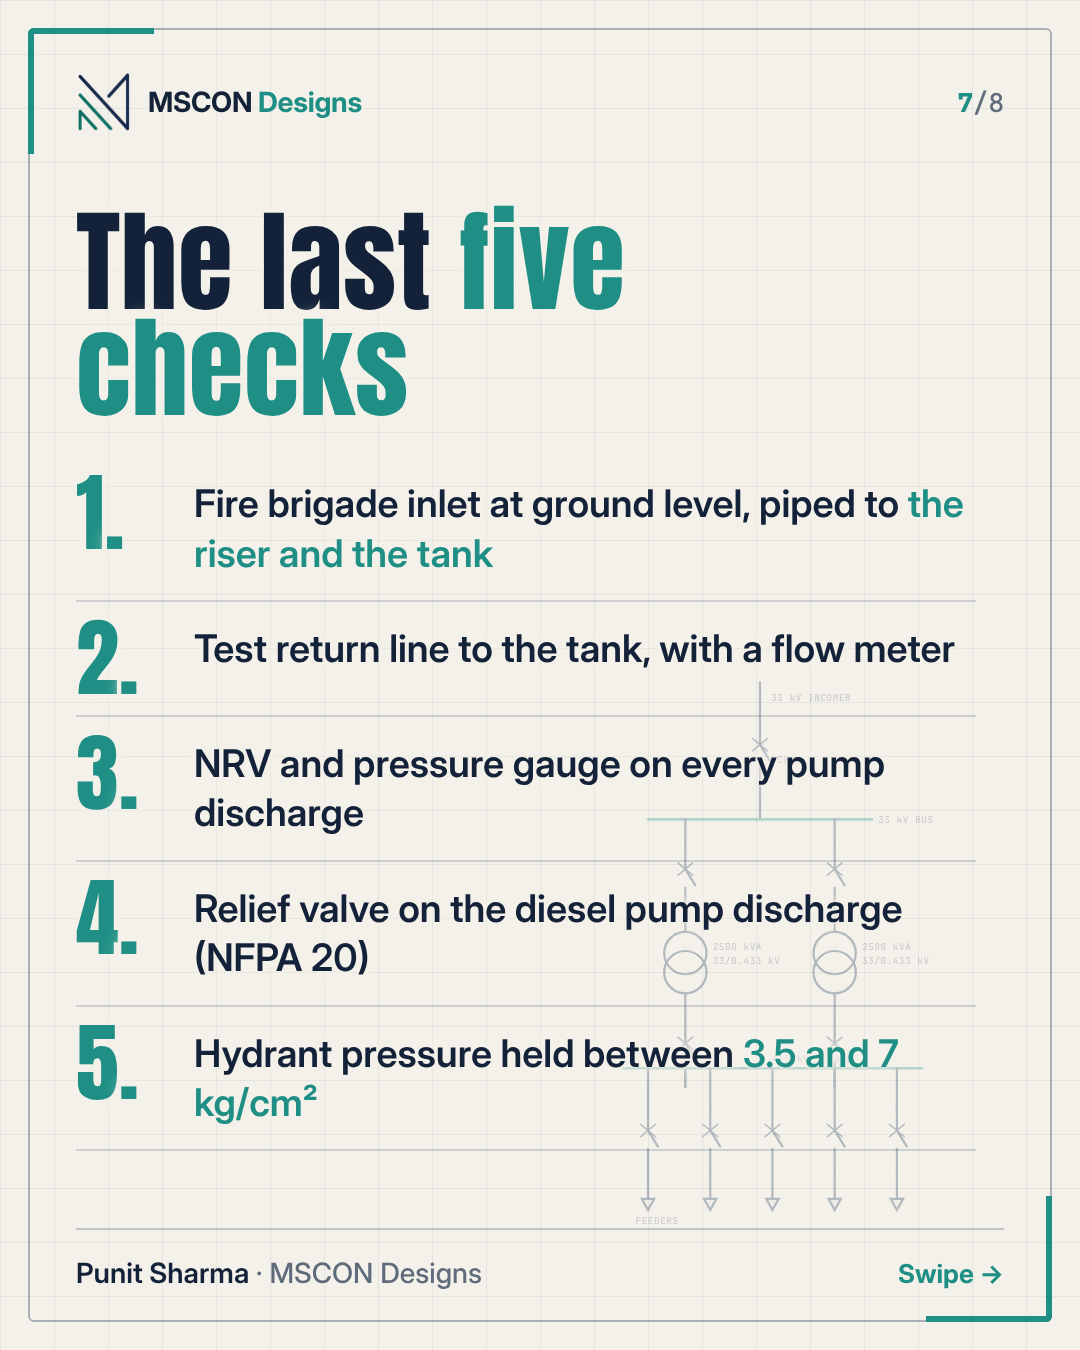 MSCON Designs
7/8
The last five
checks
1.
Fire brigade inlet at ground level, piped to the
riser and the tank
2.
Test return line to the tank, with a flow meter
33 kV INCOMER
3.
NRV and pressure gauge on every pump
discharge
33 kV BUS
4.
Relief valve on the diesel pump discharge
(NFPA 20)
2500 kVA
33/0.433 kV
2500 kVA
33/0.433 kV
5.
Hydrant pressure held between 3.5 and 7
kg/cm²
FEEDERS
Punit Sharma · MSCON Designs
Swipe →